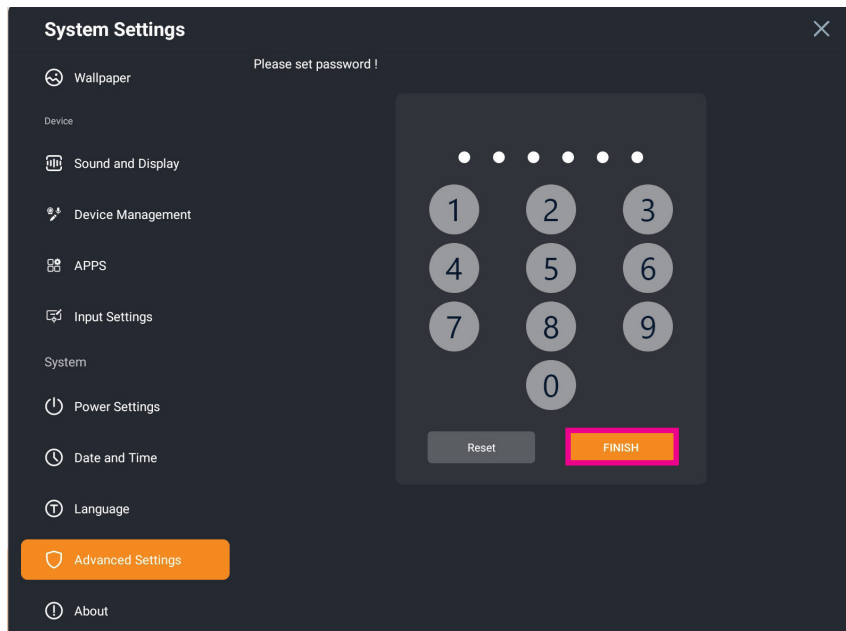 System Settings
Wallpaper
Please set password !
Device
Sound and Display
Device Management
APPS
Input Settings
System
Power Settings
Date and Time
Language
Advanced Settings
About
1 2 3
4 5 6
7 8 9
0
Reset FINISH